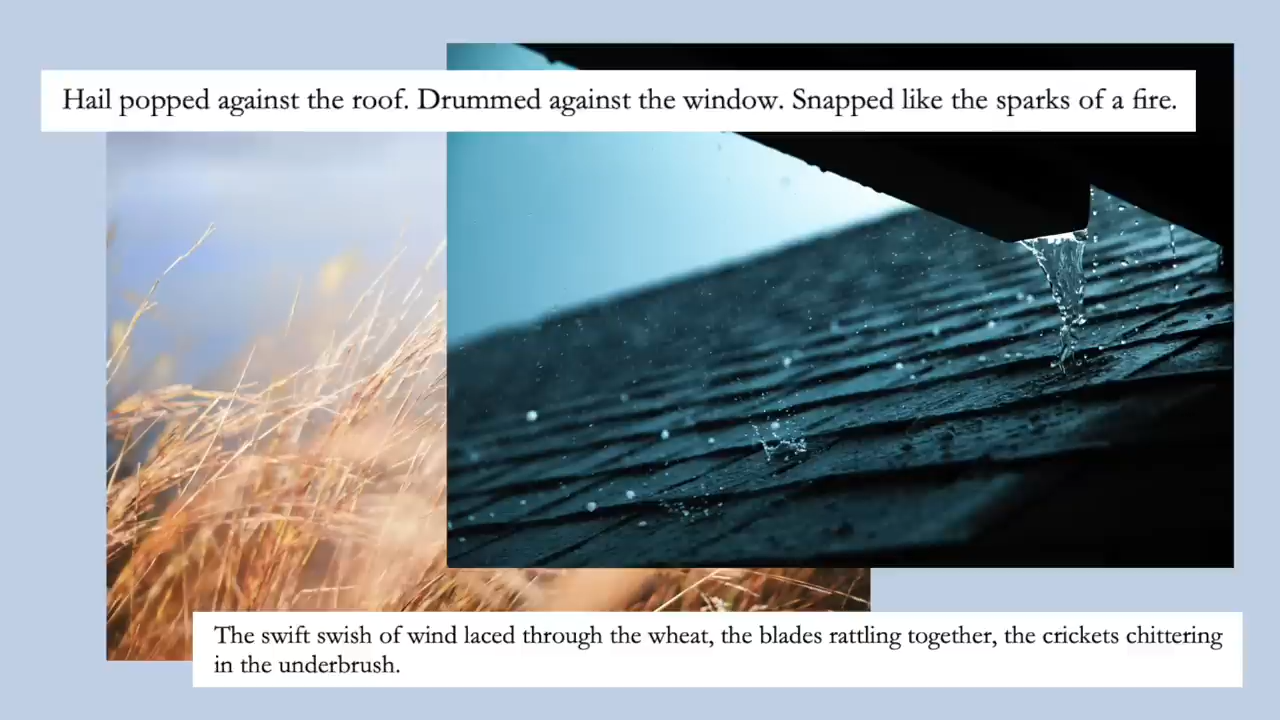 Hail popped against the roof. Drummed against the window. Snapped like the sparks of a fire.
The swift swish of wind laced through the wheat, the blades rattling together, the crickets chittering
in the underbrush.